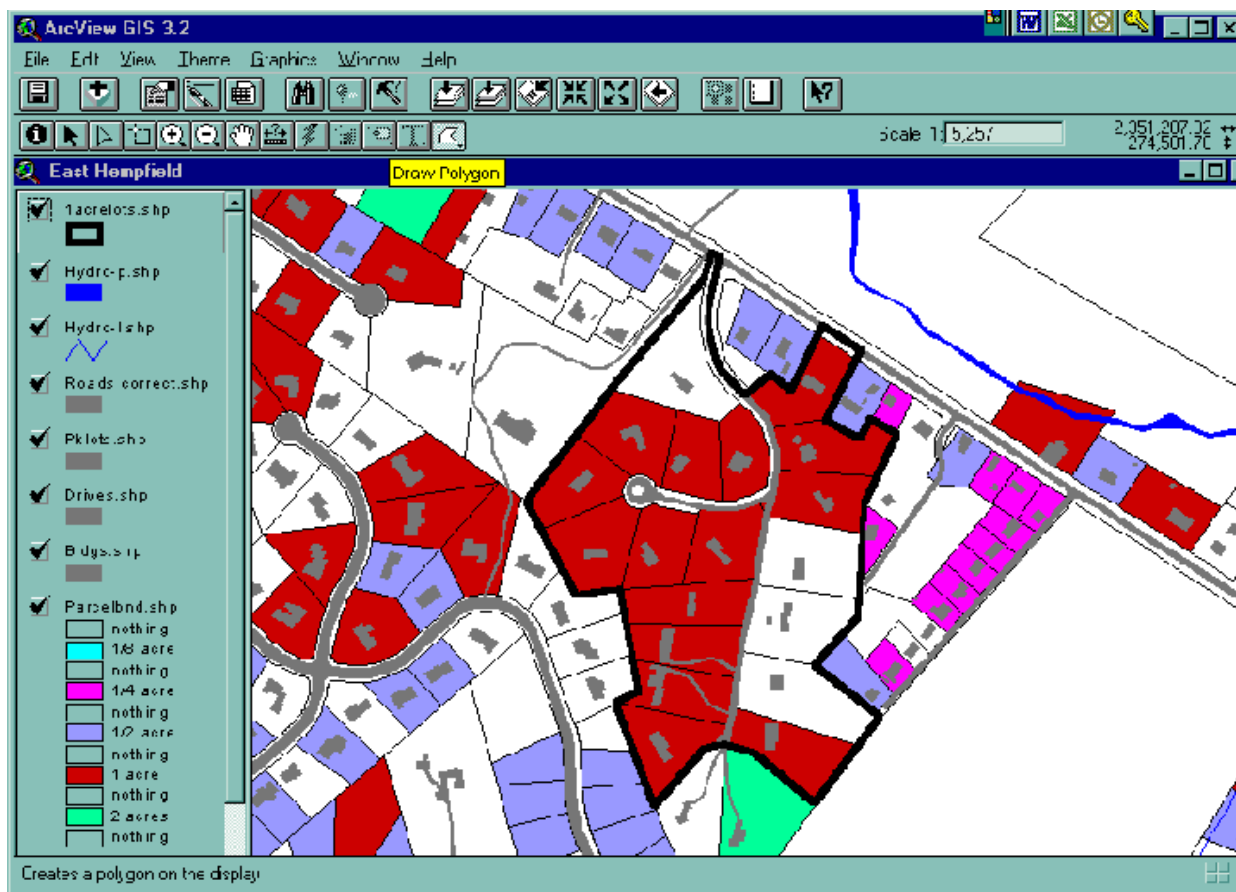 ArcView GIS 3.2
File Edit View Theme Graphics Window Help
Scale 1: 5,257
2,351,207.32
274,501.70
East Hempfield
Draw Polygon
1acrelots.shp
Hydro-p.shp
Hydro-l.shp
Roads correct.shp
Pklots.shp
Drives.shp
Bldgs.shp
Parcelbnd.shp
nothing
1/8 acre
nothing
1/4 acre
nothing
1/2 acre
nothing
1 acre
nothing
2 acres
nothing
Creates a polygon on the display